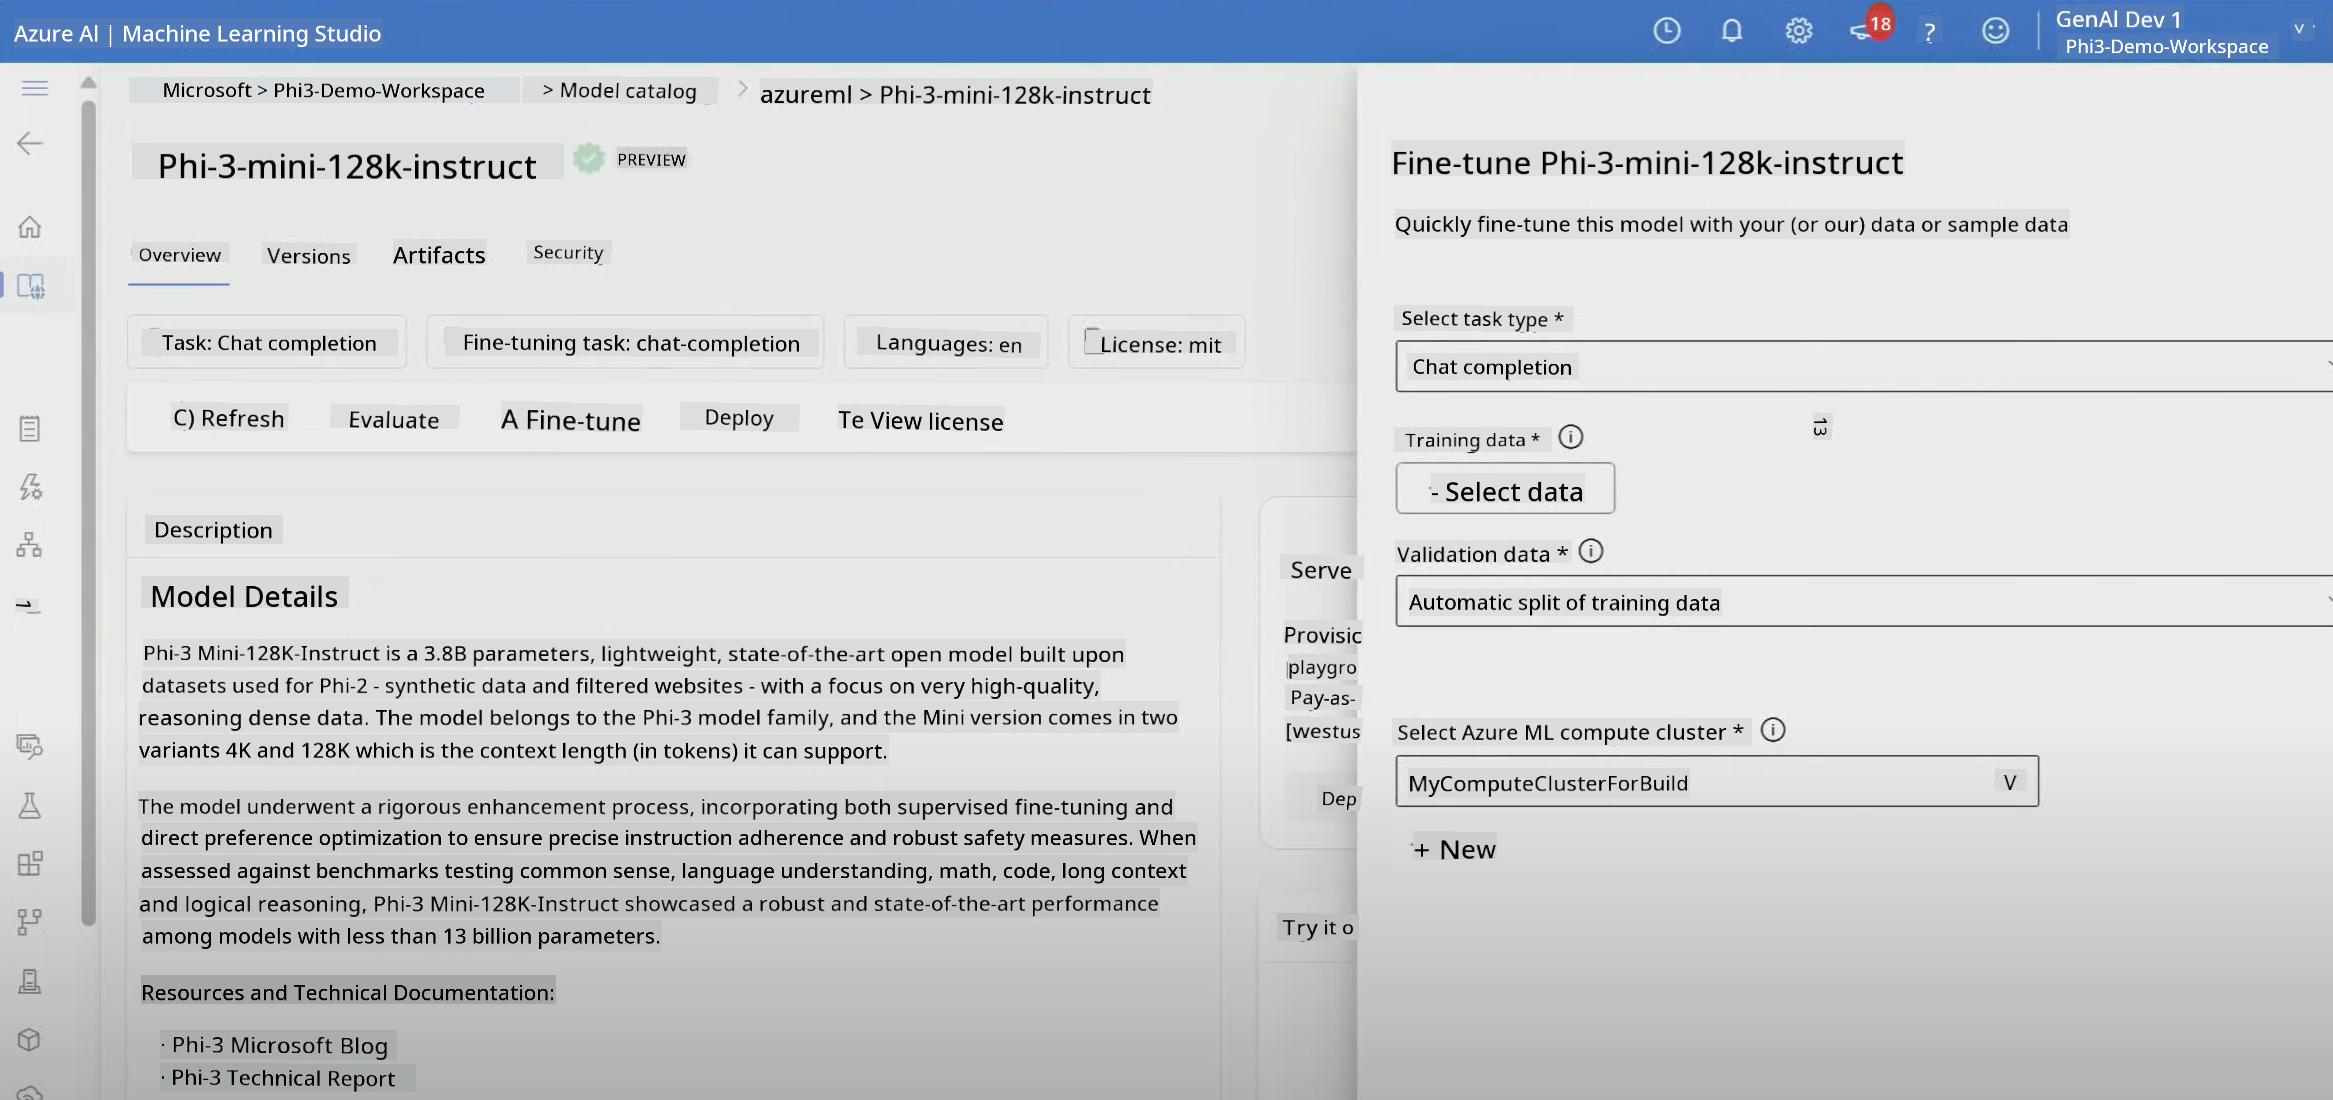 Azure AI | Machine Learning Studio
18
?
GenAI Dev 1
Phi3-Demo-Workspace
V
Microsoft > Phi3-Demo-Workspace > Model catalog > azureml > Phi-3-mini-128k-instruct
Phi-3-mini-128k-instruct
PREVIEW
Overview Versions Artifacts Security
Task: Chat completion
Fine-tuning task: chat-completion
Languages: en
License: mit
C) Refresh Evaluate A Fine-tune Deploy Te View license
Description
Model Details
Phi-3 Mini-128K-Instruct is a 3.8B parameters, lightweight, state-of-the-art open model built upon
datasets used for Phi-2 - synthetic data and filtered websites - with a focus on very high-quality,
reasoning dense data. The model belongs to the Phi-3 model family, and the Mini version comes in two
variants 4K and 128K which is the context length (in tokens) it can support.
The model underwent a rigorous enhancement process, incorporating both supervised fine-tuning and
direct preference optimization to ensure precise instruction adherence and robust safety measures. When
assessed against benchmarks testing common sense, language understanding, math, code, long context
and logical reasoning, Phi-3 Mini-128K-Instruct showcased a robust and state-of-the-art performance
among models with less than 13 billion parameters.
Resources and Technical Documentation:
· Phi-3 Microsoft Blog
· Phi-3 Technical Report
1
Serve
Provisic
playgro
Pay-as-
[westus
Dep
Try it o
Fine-tune Phi-3-mini-128k-instruct
Quickly fine-tune this model with your (or our) data or sample data
Select task type *
Chat completion
13
Training data *
- Select data
Validation data *
Automatic split of training data
Select Azure ML compute cluster *
MyComputeClusterForBuild
V
+ New